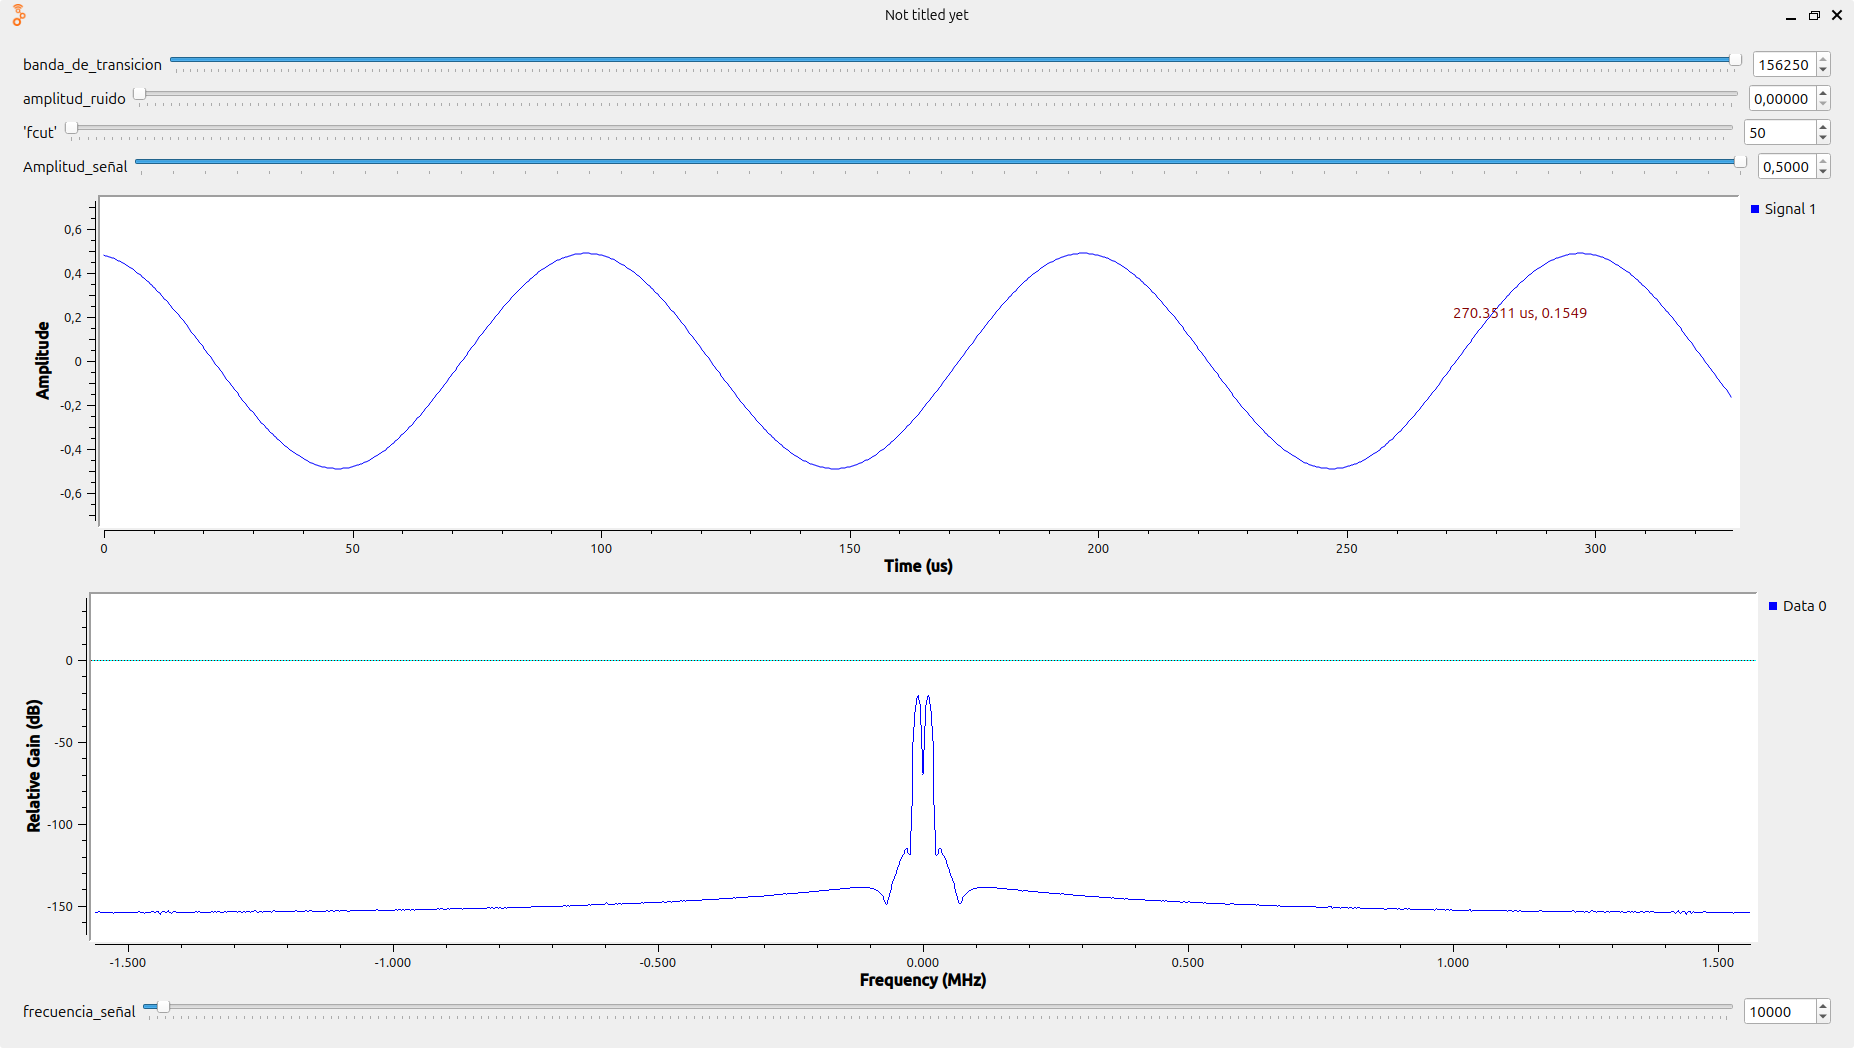 Not titled yet
banda_de_transicion 156250
amplitud_ruido 0,00000
'fcut' 50
Amplitud_señal 0,5000
Signal 1
Amplitude
0,6
0,4
0,2
0
-0,2
-0,4
-0,6
270.3511 us, 0.1549
0 50 100 150 200 250 300
Time (us)
Data 0
Relative Gain (dB)
0
-50
-100
-150
-1.500 -1.000 -0.500 0.000 0.500 1.000 1.500
Frequency (MHz)
frecuencia_señal 10000